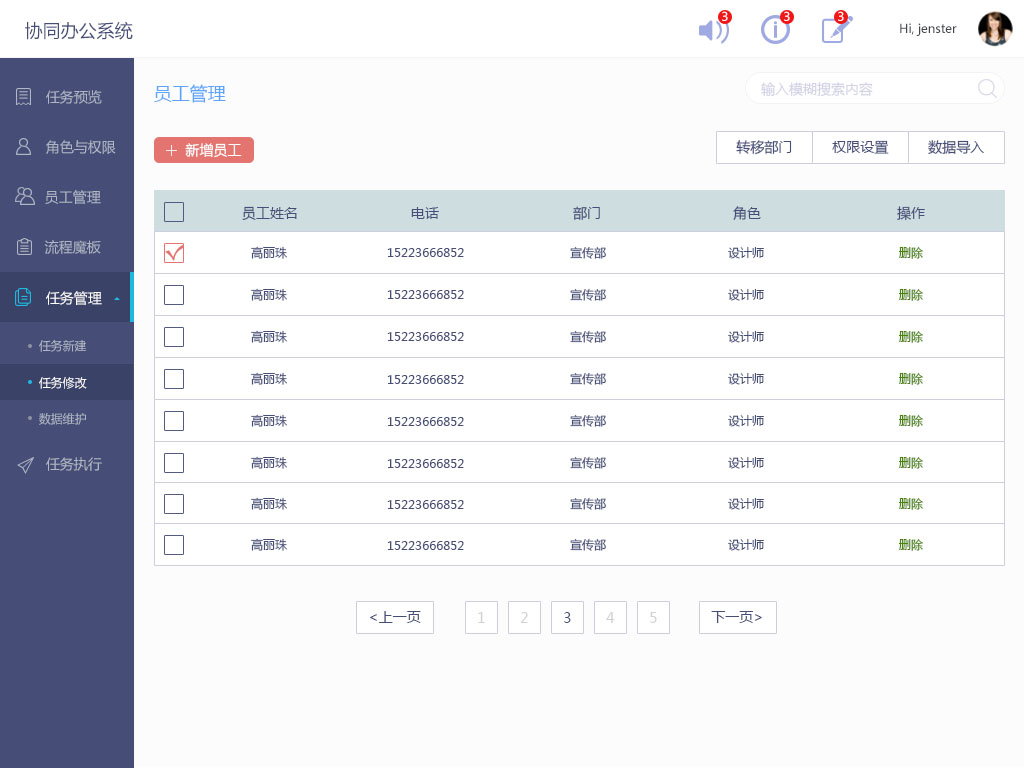 协同办公系统
3
3
3
Hi, jenster
任务预览
角色与权限
员工管理
流程魔板
任务管理
任务新建
任务修改
数据维护
任务执行
员工管理
输入模糊搜索内容
+ 新增员工
转移部门 权限设置 数据导入
员工姓名 电话 部门 角色 操作
高丽珠 15223666852 宣传部 设计师 删除
高丽珠 15223666852 宣传部 设计师 删除
高丽珠 15223666852 宣传部 设计师 删除
高丽珠 15223666852 宣传部 设计师 删除
高丽珠 15223666852 宣传部 设计师 删除
高丽珠 15223666852 宣传部 设计师 删除
高丽珠 15223666852 宣传部 设计师 删除
高丽珠 15223666852 宣传部 设计师 删除
<上一页 1 2 3 4 5 下一页>